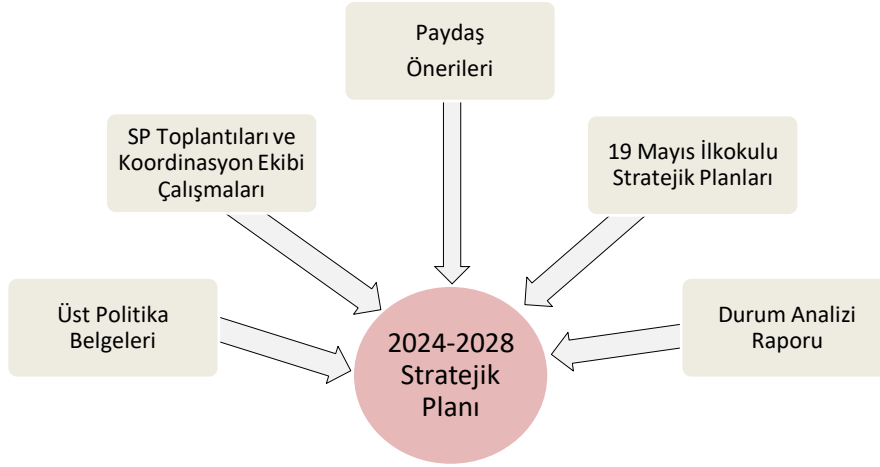 Paydaş
Önerileri
SP Toplantıları ve
Koordinasyon Ekibi
Çalışmaları
19 Mayıs İlkokulu
Stratejik Planları
Üst Politika
Belgeleri
Durum Analizi
Raporu
2024-2028
Stratejik
Planı